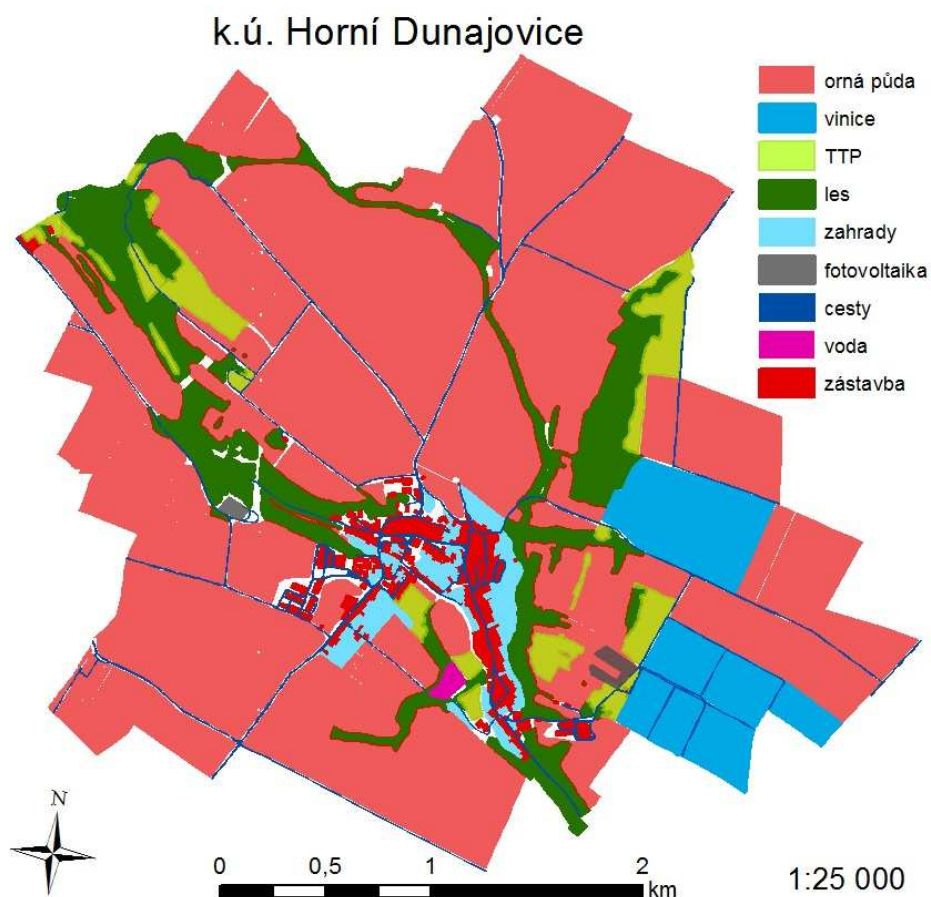 k.ú. Horní Dunajovice
orná půda
vinice
TTP
les
zahrady
fotovoltaika
cesty
voda
zástavba
N
0 0,5 1 2
km
1:25 000